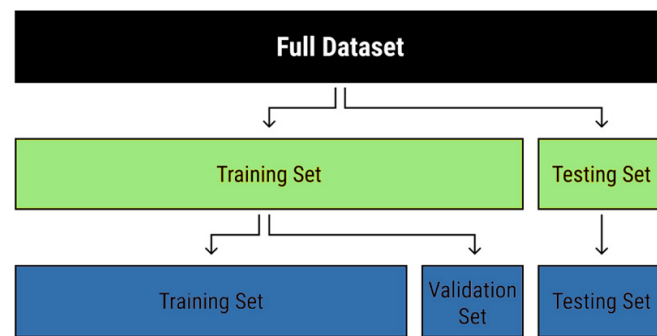 Full Dataset
Training Set
Testing Set
Training Set
Validation
Set
Testing Set